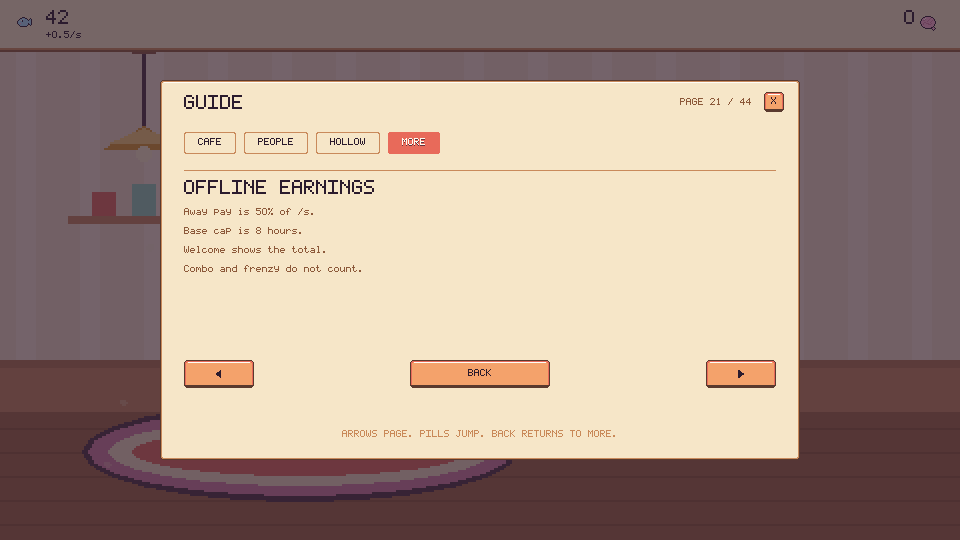 42
+0.5/s
0
GUIDE
PAGE 21 / 44
X
CAFE
PEOPLE
HOLLOW
MORE
OFFLINE EARNINGS
Away pay is 50% of /s.
Base cap is 8 hours.
Welcome shows the total.
Combo and frenzy do not count.
BACK
ARROWS PAGE. PILLS JUMP. BACK RETURNS TO MORE.